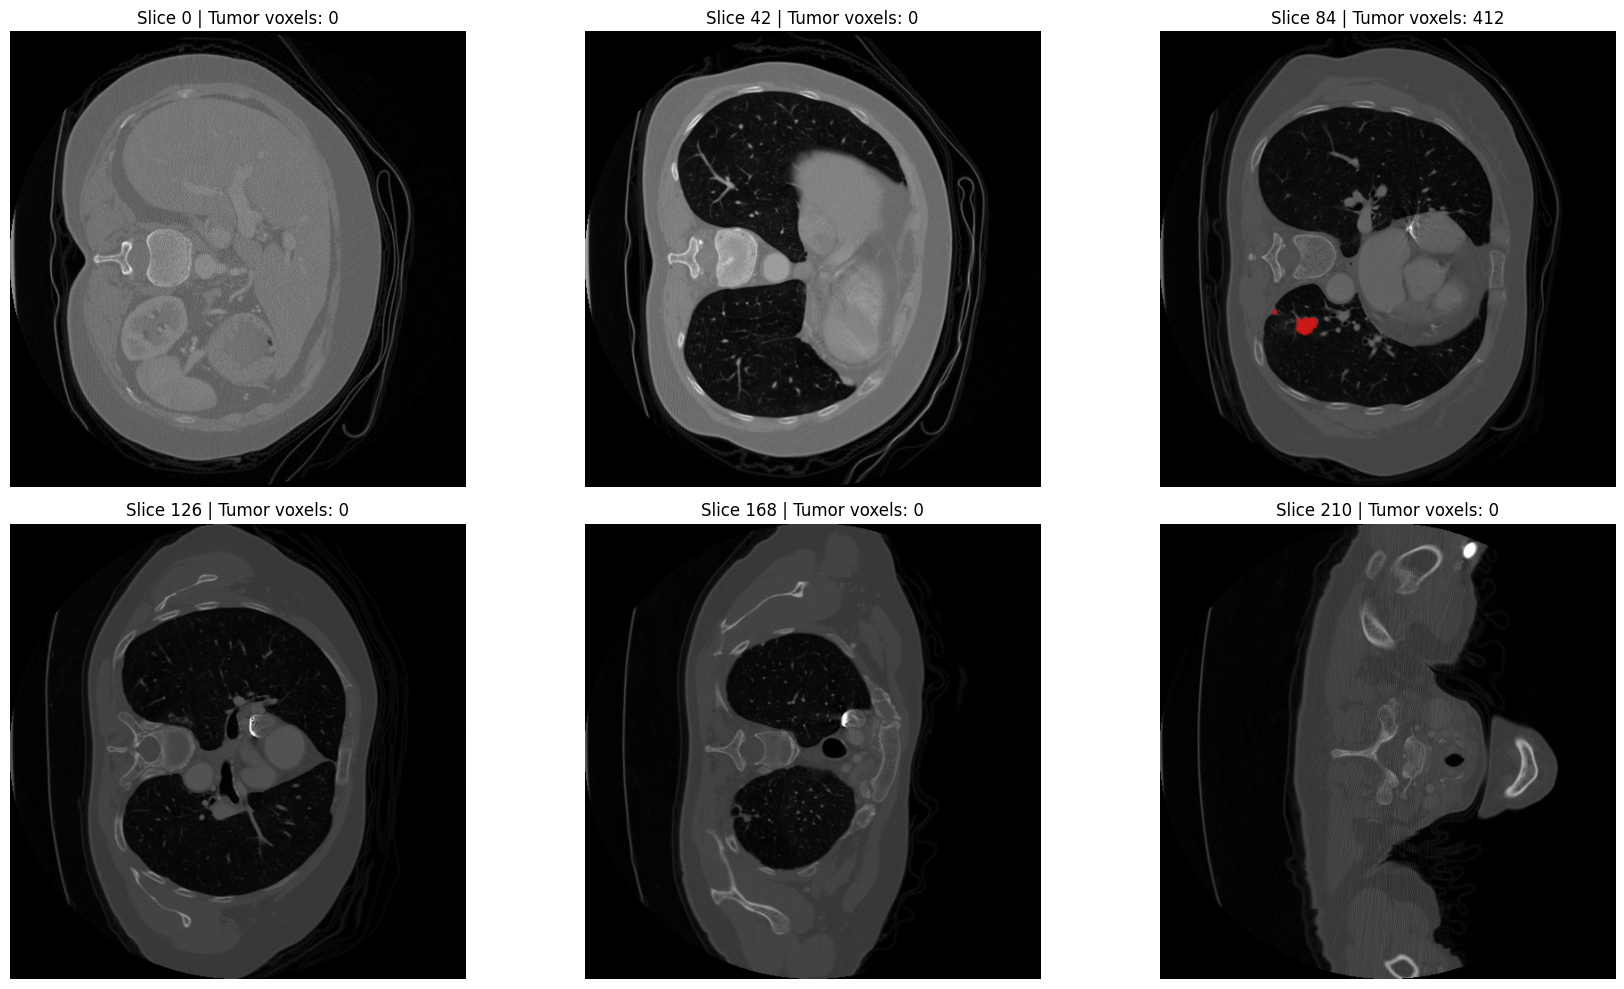 Slice 0 | Tumor voxels: 0
Slice 42 | Tumor voxels: 0
Slice 84 | Tumor voxels: 412
Slice 126 | Tumor voxels: 0
Slice 168 | Tumor voxels: 0
Slice 210 | Tumor voxels: 0